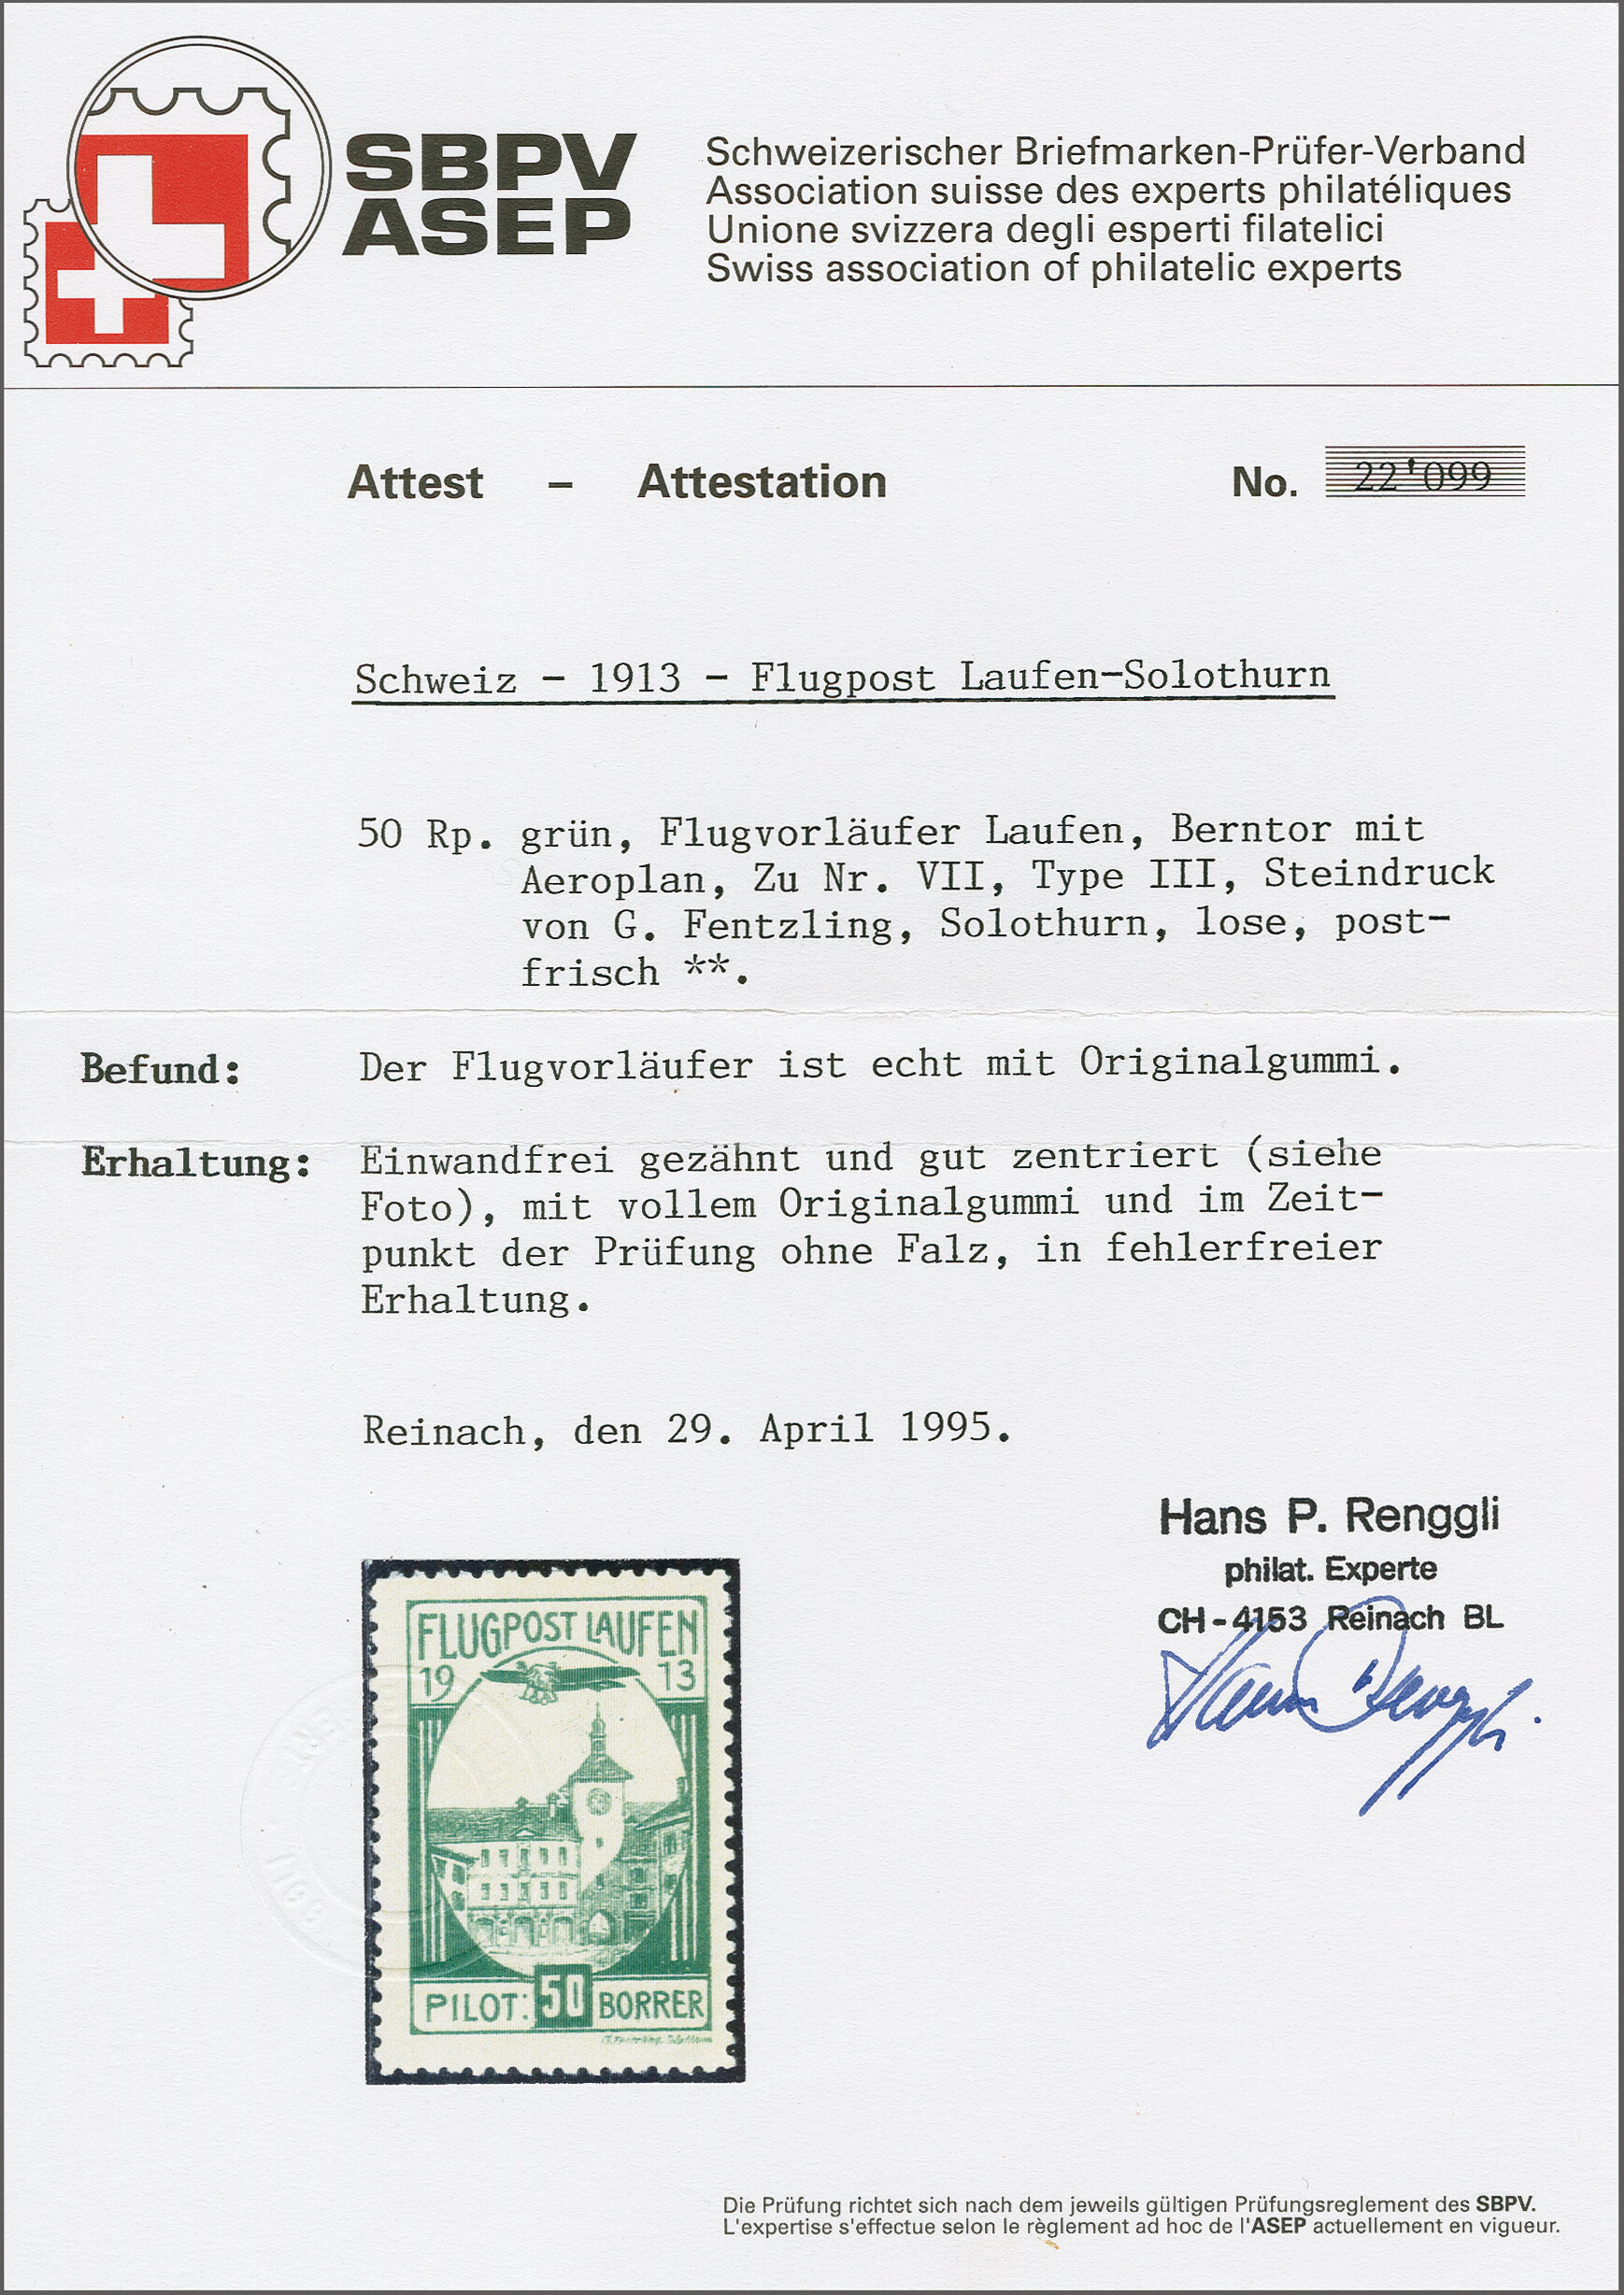 SBPV
ASEP
Schweizerischer Briefmarken-Prüfer-Verband
Association suisse des experts philatéliques
Unione svizzera degli esperti filatelici
Swiss association of philatelic experts
Attest – Attestation
No. 22'099
Schweiz - 1913 - Flugpost Laufen-Solothurn
50 Rp. grün, Flugvorläufer Laufen, Berntor mit
Aeroplan, Zu Nr. VII, Type III, Steindruck
von G. Fentzling, Solothurn, lose, post-
frisch **.
Befund: Der Flugvorläufer ist echt mit Originalgummi.
Erhaltung: Einwandfrei gezähnt und gut zentriert (siehe
Foto), mit vollem Originalgummi und im Zeit-
punkt der Prüfung ohne Falz, in fehlerfreier
Erhaltung.
Reinach, den 29. April 1995.
Hans P. Renggli
philat. Experte
CH-4153 Reinach BL
FLUGPOST LAUFEN
19 13
PILOT: 50 BORRER
Die Prüfung richtet sich nach dem jeweils gültigen Prüfungsreglement des SBPV.
L'expertise s'effectue selon le règlement ad hoc de l'ASEP actuellement en vigueur.